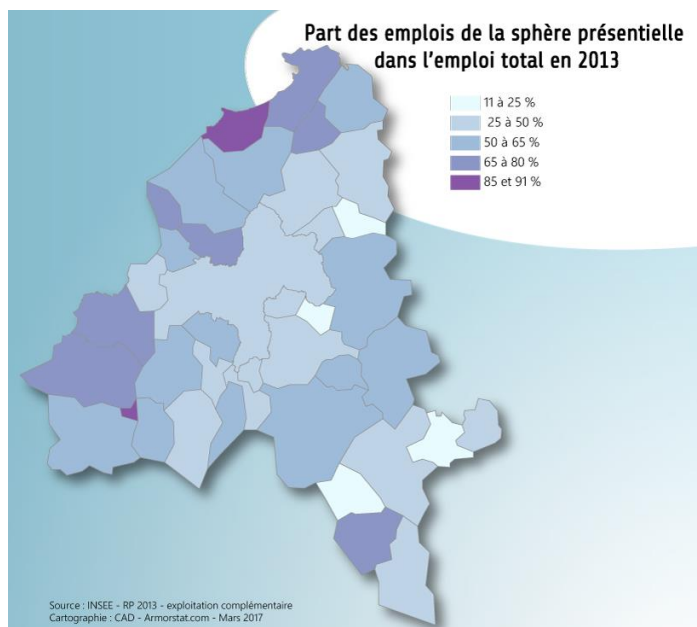 Part des emplois de la sphère présentielle
dans l'emploi total en 2013
11 à 25 %
25 à 50 %
50 à 65 %
65 à 80 %
85 et 91 %
Source : INSEE - RP 2013 - exploitation complémentaire
Cartographie : CAD - Armorstat.com - Mars 2017